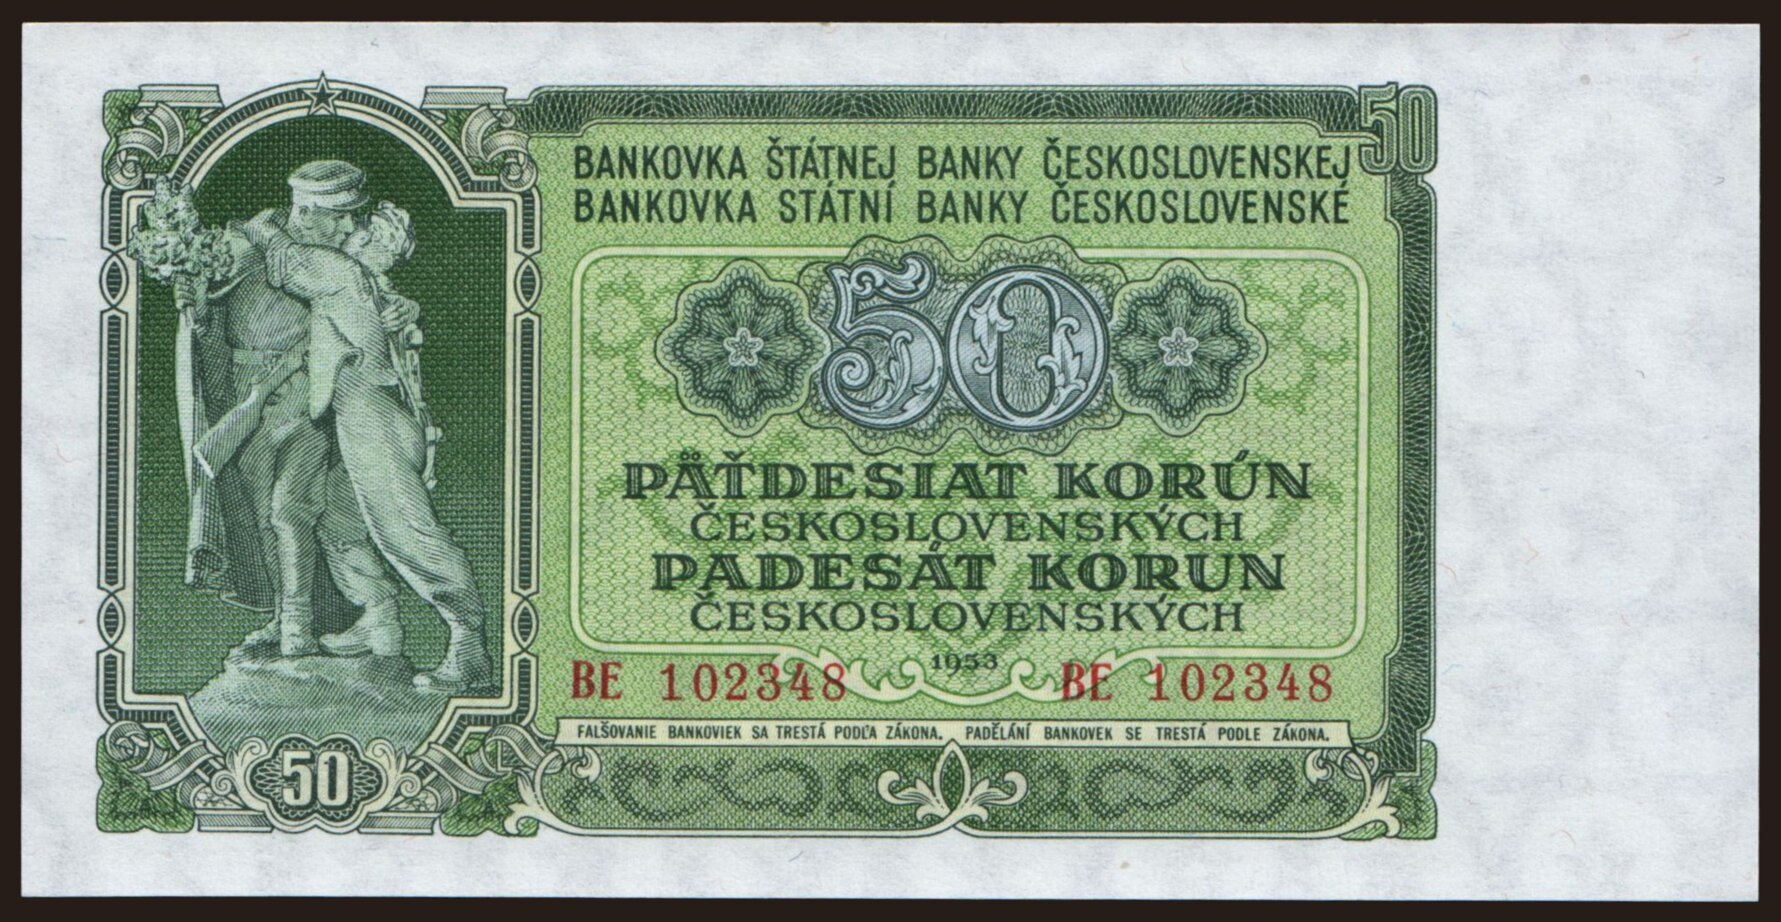 50
BANKOVKA ŠTÁTNEJ BANKY ČESKOSLOVENSKEJ
BANKOVKA STÁTNÍ BANKY ČESKOSLOVENSKÉ
50
PÄŤDESIAT KORÚN
ČESKOSLOVENSKÝCH
PADESÁT KORUN
ČESKOSLOVENSKÝCH
1953
BE 102348 BE 102348
FALŠOVANIE BANKOVIEK SA TRESTÁ PODĽA ZÁKONA. PADĚLÁNÍ BANKOVEK SE TRESTÁ PODLE ZÁKONA.
50